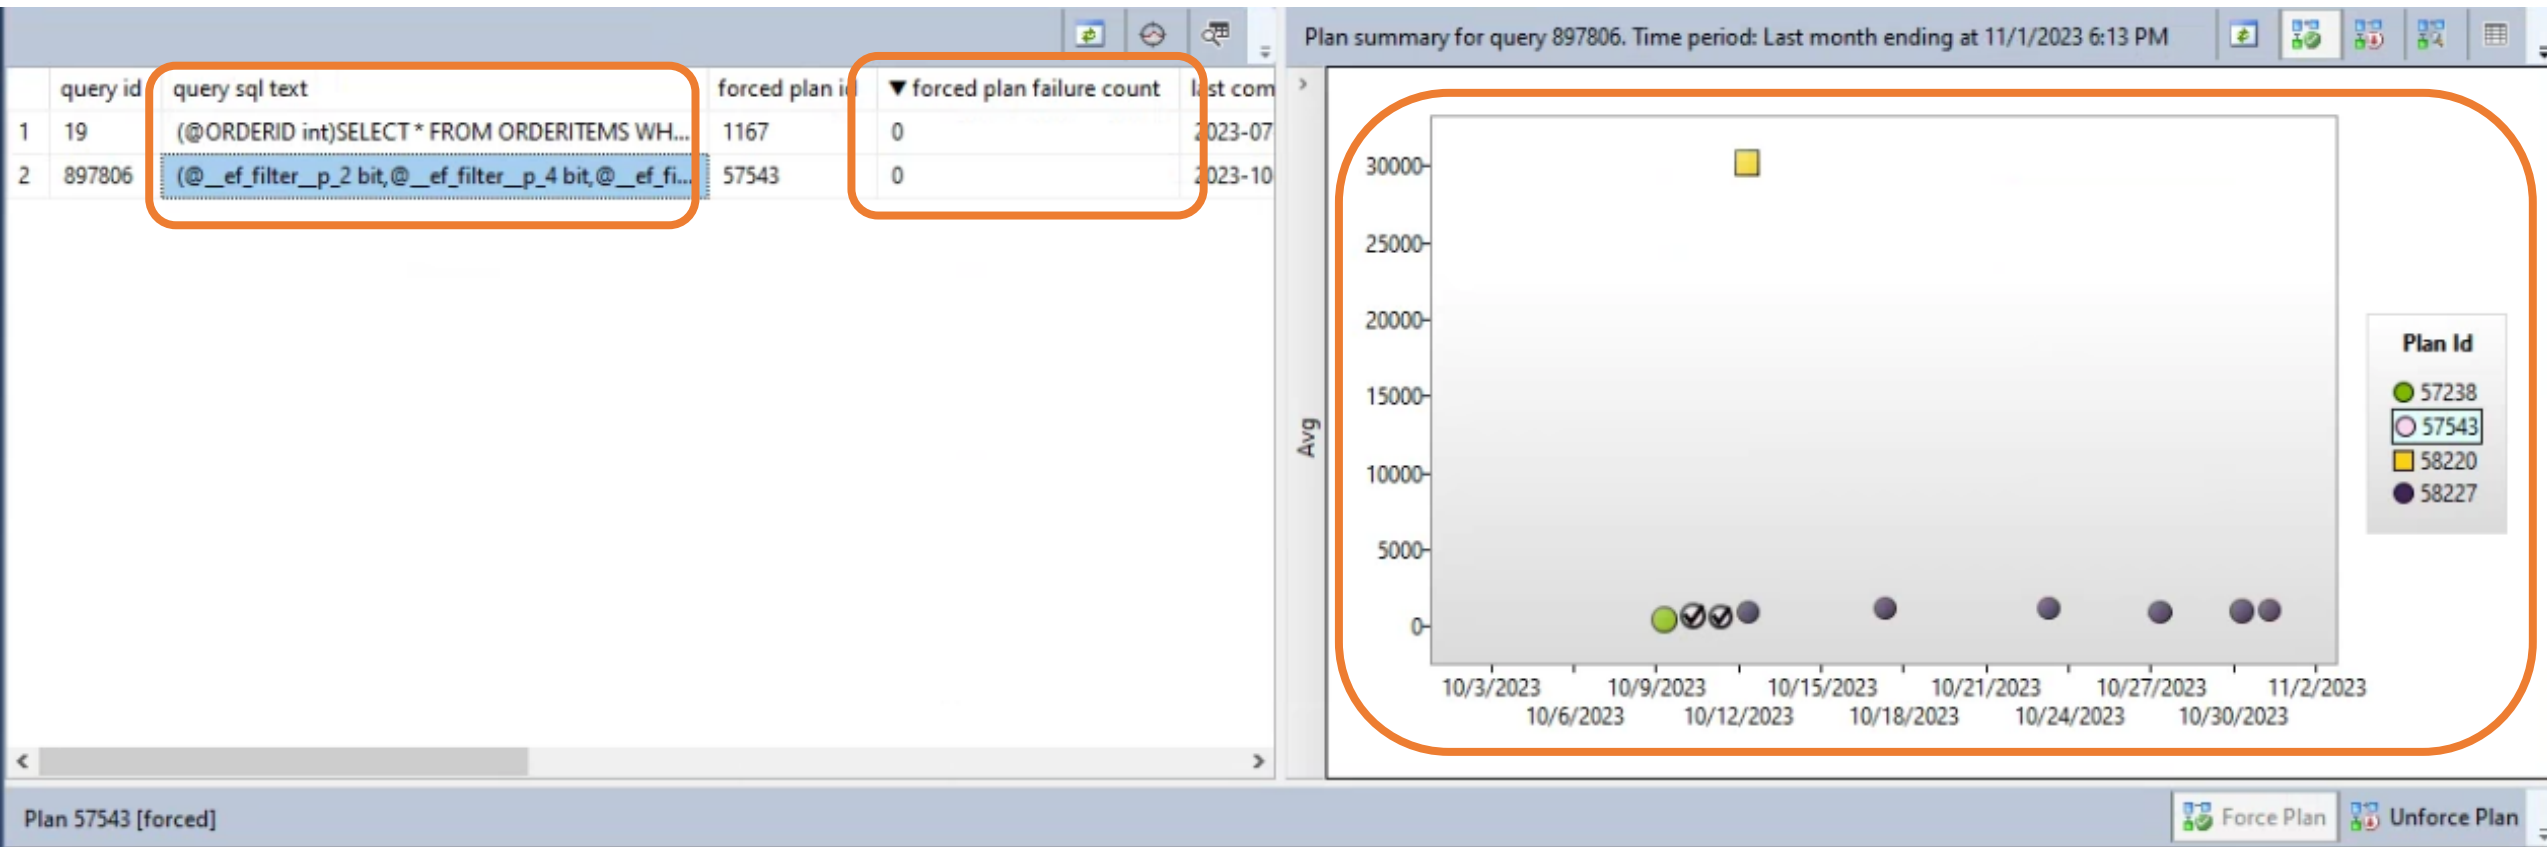 Plan summary for query 897806. Time period: Last month ending at 11/1/2023 6:13 PM
query id query sql text forced plan id ▼ forced plan failure count last com
1 19 (@ORDERID int)SELECT * FROM ORDERITEMS WH... 1167 0 2023-07
2 897806 (@__ef_filter__p_2 bit,@__ef_filter__p_4 bit,@__ef_fi... 57543 0 2023-10
Avg
30000
25000
20000
15000
10000
5000
0
10/3/2023 10/9/2023 10/15/2023 10/21/2023 10/27/2023 11/2/2023
10/6/2023 10/12/2023 10/18/2023 10/24/2023 10/30/2023
Plan Id
57238
57543
58220
58227
Plan 57543 [forced]
Force Plan Unforce Plan